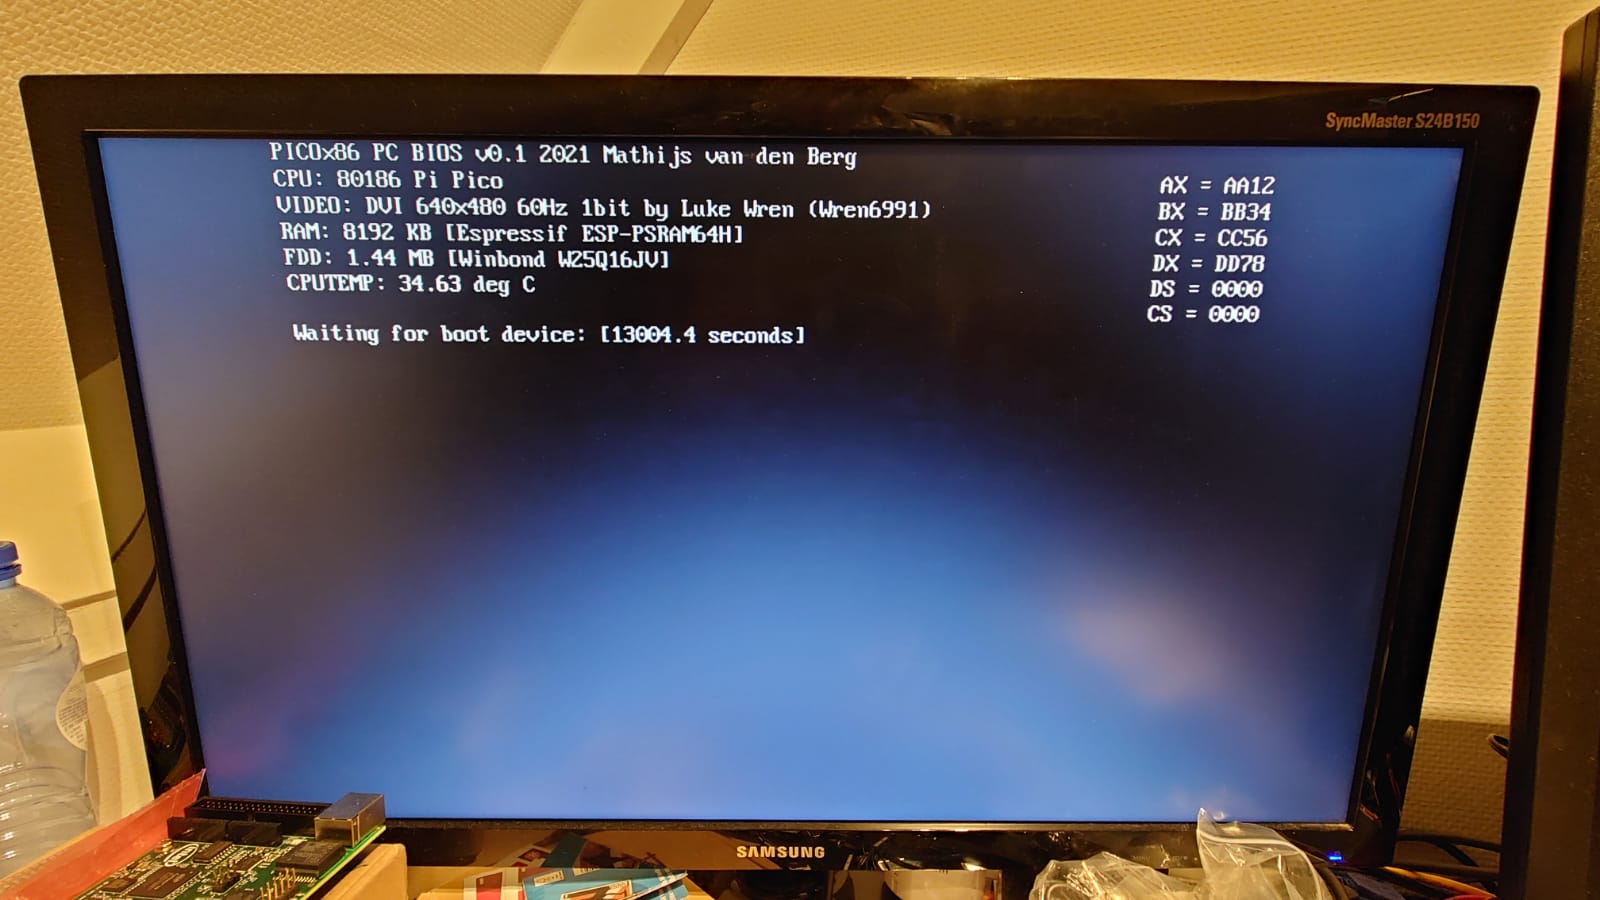 SyncMaster S24B150
PICOx86 PC BIOS v0.1 2021 Mathijs van den Berg
CPU: 80186 Pi Pico
VIDEO: DVI 640x480 60Hz 1bit by Luke Wren (Wren6991)
RAM: 8192 KB [Espressif ESP-PSRAM64H]
FDD: 1.44 MB [Winbond W25Q16JV]
CPUTEMP: 34.63 deg C
Waiting for boot device: [13004.4 seconds]
AX = AA12
BX = BB34
CX = CC56
DX = DD78
DS = 0000
CS = 0000
SAMSUNG